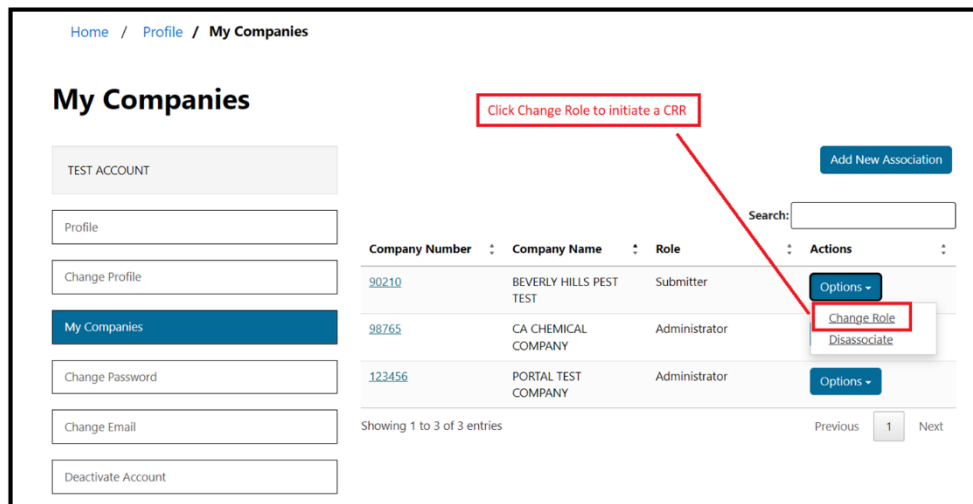 Home / Profile / My Companies
My Companies
Click Change Role to initiate a CRR
TEST ACCOUNT
Add New Association
Profile
Search:
Company Number Company Name Role Actions
Change Profile
90210 BEVERLY HILLS PEST TEST Submitter Options
Change Role
Disassociate
My Companies
98765 CA CHEMICAL COMPANY Administrator
Change Password
123456 PORTAL TEST COMPANY Administrator Options
Change Email
Showing 1 to 3 of 3 entries
Previous 1 Next
Deactivate Account